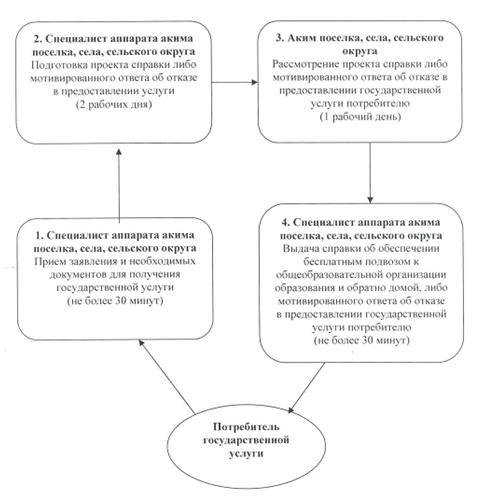 2. Специалист аппарата акима
поселка, села, сельского округа
Подготовка проекта справки либо
мотивированного ответа об отказе
в предоставлении услуги
(2 рабочих дня)
3. Аким поселка, села, сельского
округа
Рассмотрение проекта справки либо
мотивированного ответа об отказе в
предоставлении государственной
услуги потребителю
(1 рабочий день)
1. Специалист аппарата акима
поселка, села, сельского округа
Прием заявления и необходимых
документов для получения
государственной услуги
(не более 30 минут)
4. Специалист аппарата акима
поселка, села, сельского округа
Выдача справки об обеспечении
бесплатным подвозом к
общеобразовательной организации
образования и обратно домой, либо
мотивированного ответа об отказе
в предоставлении государственной
услуги потребителю
(не более 30 минут)
Потребитель
государственной
услуги